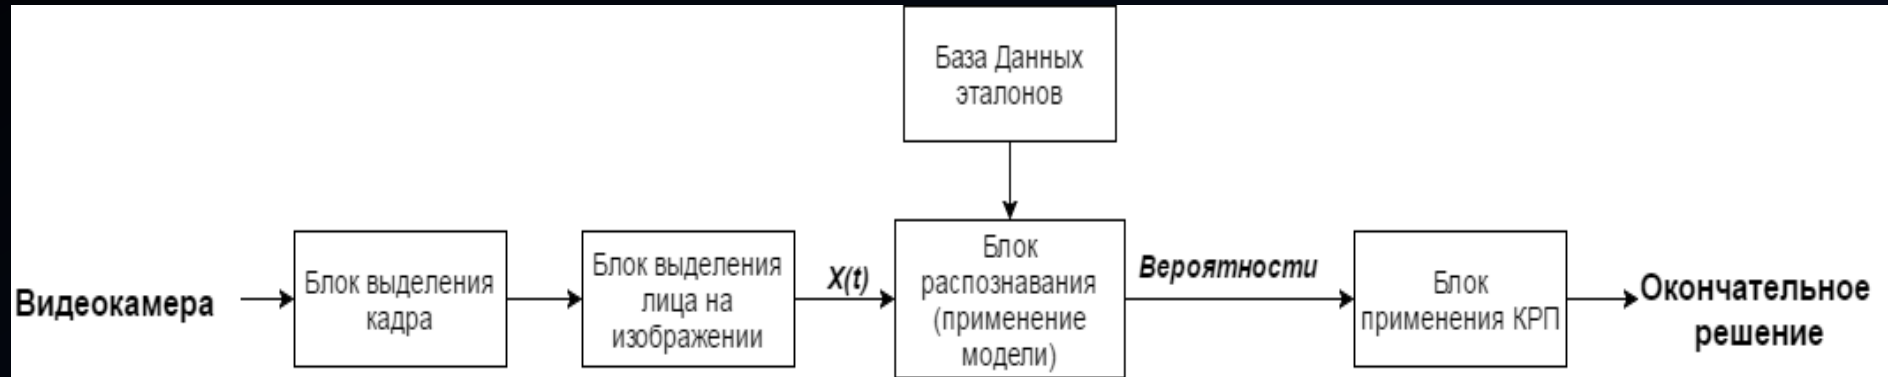 База Данных
эталонов
Видеокамера
Блок выделения
кадра
Блок выделения
лица на
изображении
X(t)
Блок
распознавания
(применение
модели)
Вероятности
Блок
применения КРП
Окончательное
решение